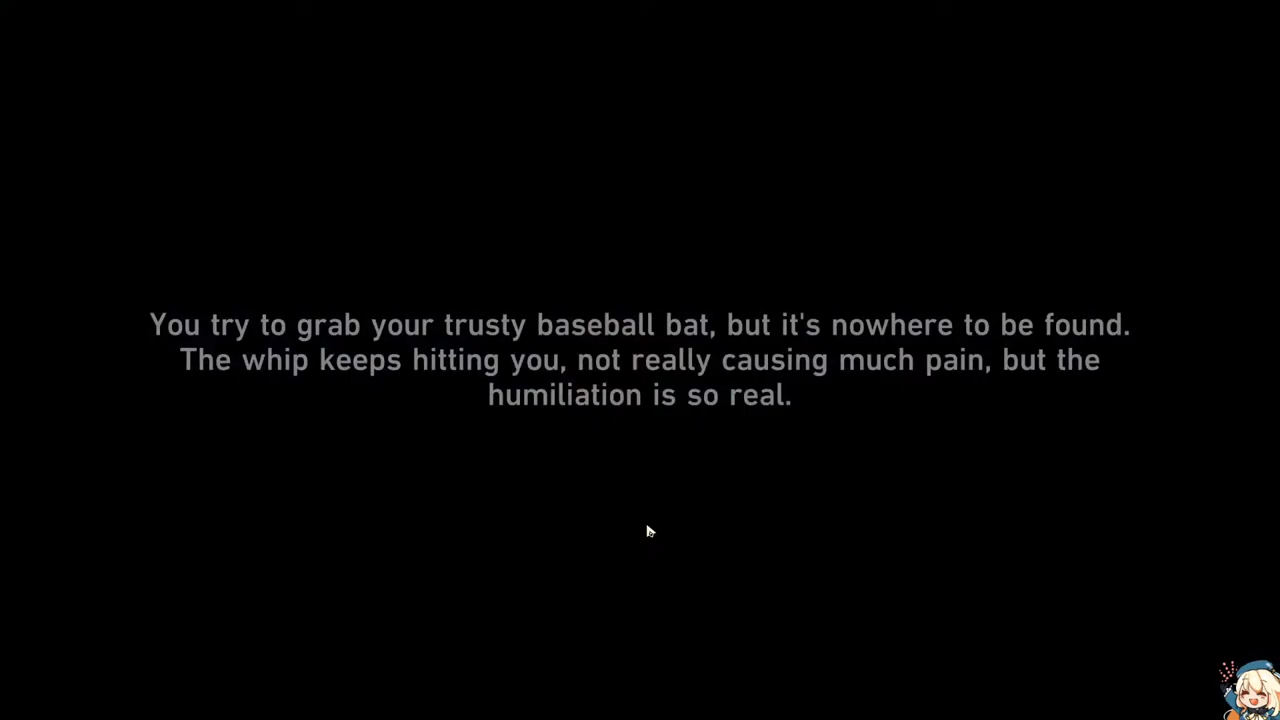 You try to grab your trusty baseball bat, but it's nowhere to be found.
The whip keeps hitting you, not really causing much pain, but the
humiliation is so real.